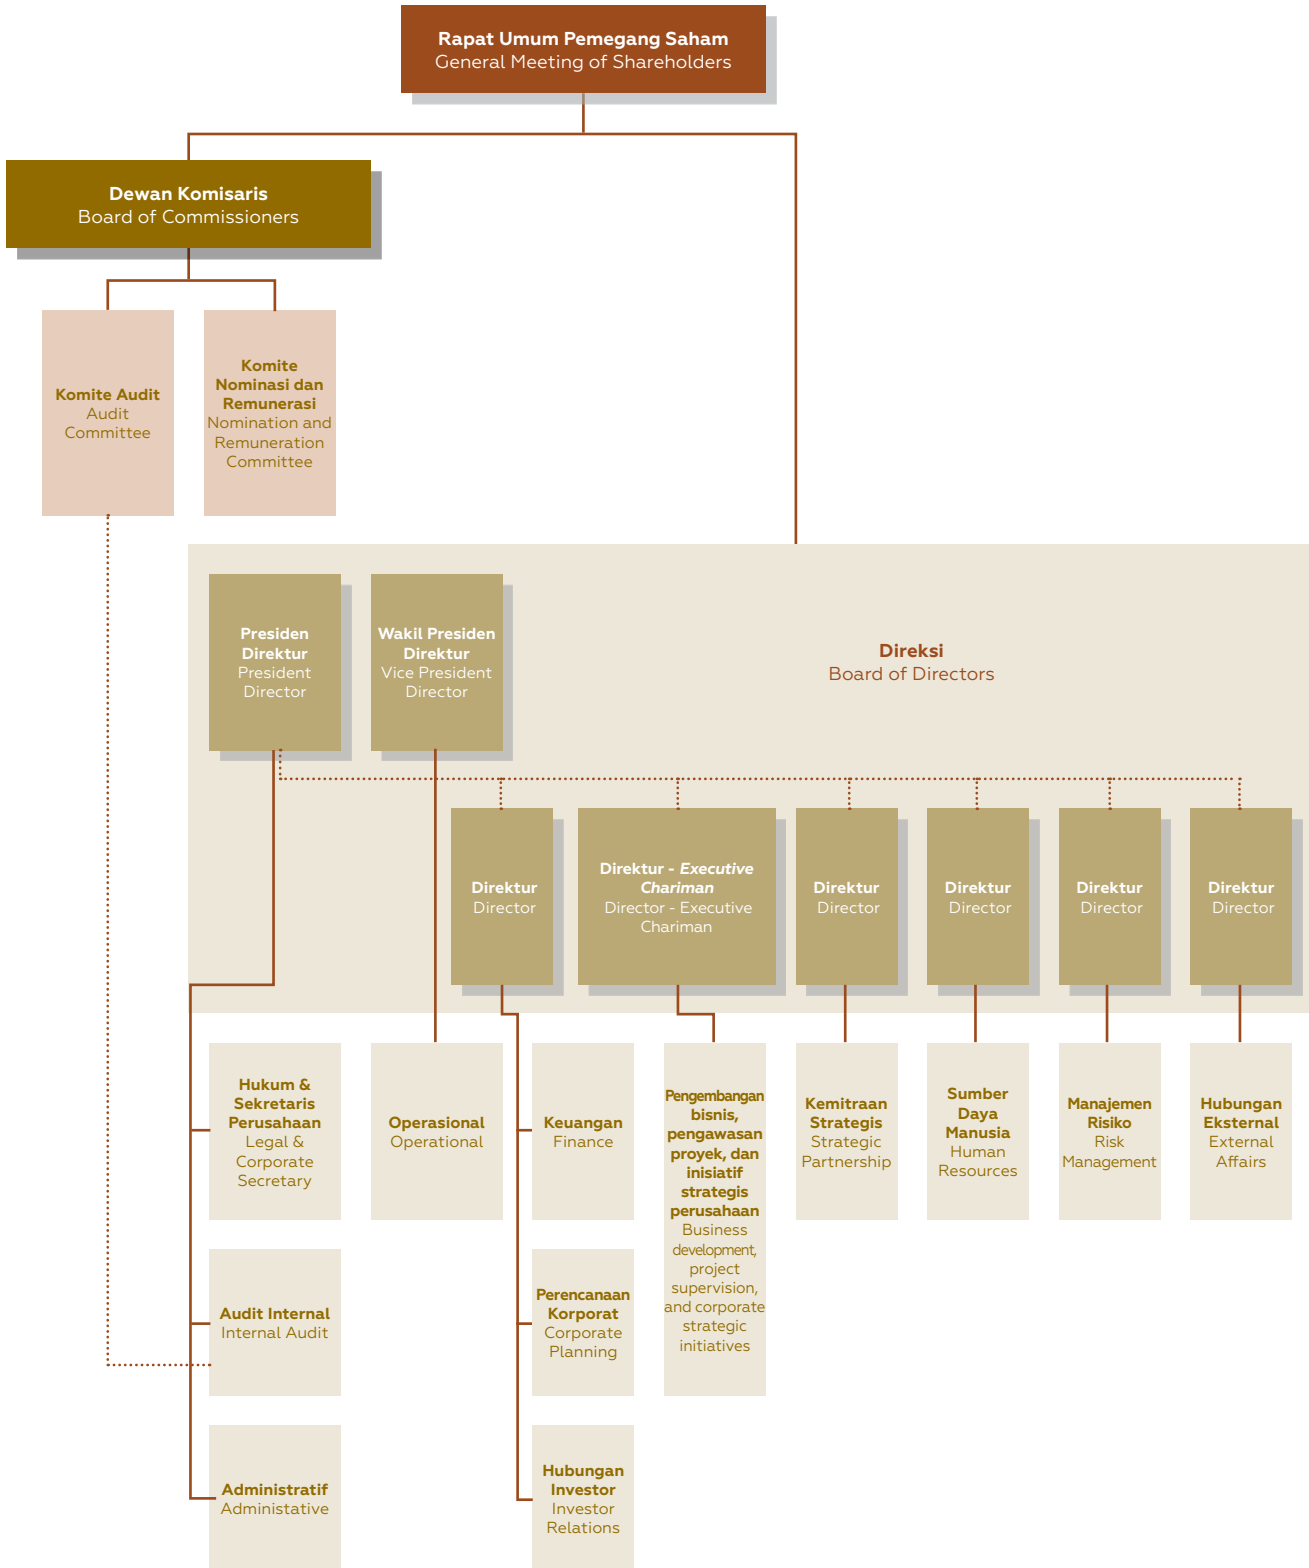 Rapat Umum Pemegang Saham
General Meeting of Shareholders
Dewan Komisaris
Board of Commissioners
Komite Audit
Audit
Committee
Komite
Nominasi dan
Remunerasi
Nomination and
Remuneration
Committee
Presiden
Direktur
President
Director
Wakil Presiden
Direktur
Vice President
Director
Direksi
Board of Directors
Direktur
Director
Direktur - Executive
Chariman
Director - Executive
Chariman
Direktur
Director
Direktur
Director
Direktur
Director
Direktur
Director
Hukum &
Sekretaris
Perusahaan
Legal &
Corporate
Secretary
Operasional
Operational
Keuangan
Finance
Pengembangan
bisnis,
pengawasan
proyek, dan
inisiatif
strategis
perusahaan
Business
development,
project
supervision,
and corporate
strategic
initiatives
Kemitraan
Strategis
Strategic
Partnership
Sumber
Daya
Manusia
Human
Resources
Manajemen
Risiko
Risk
Management
Hubungan
Eksternal
External
Affairs
Audit Internal
Internal Audit
Perencanaan
Korporat
Corporate
Planning
Administratif
Administative
Hubungan
Investor
Investor
Relations